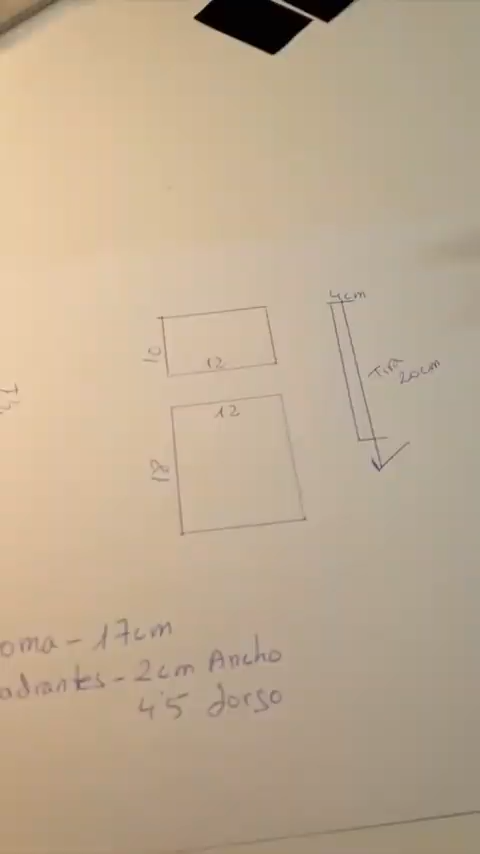 4cm
10
12
Tira
20cm
12
18
oma - 17cm
adrantes - 2cm Ancho
4'5 dorso